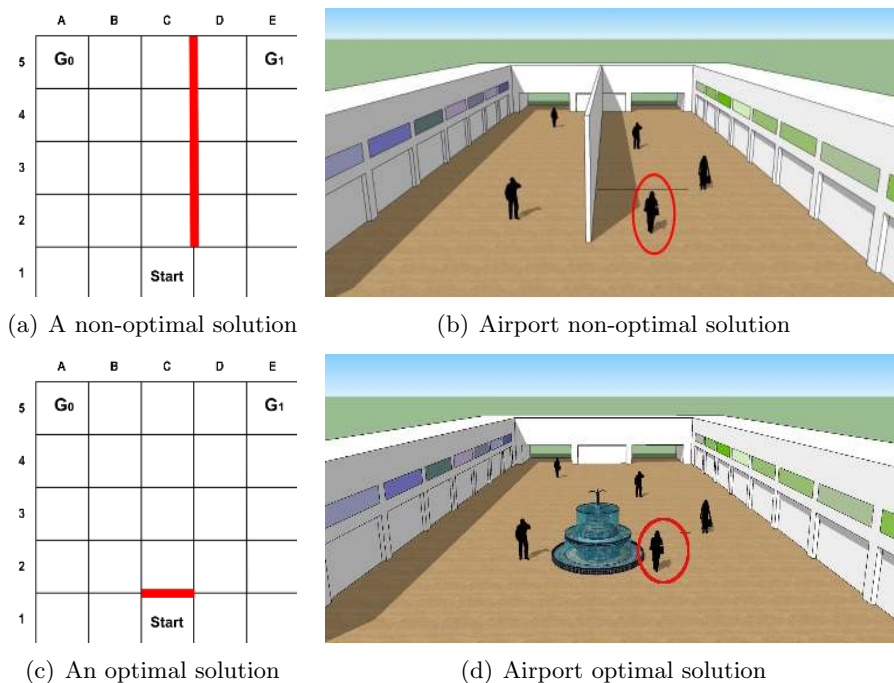 A B C D E
5 G0 G1
4
3
2
1 Start
(a) A non-optimal solution
(b) Airport non-optimal solution
A B C D E
5 G0 G1
4
3
2
1 Start
(c) An optimal solution
(d) Airport optimal solution